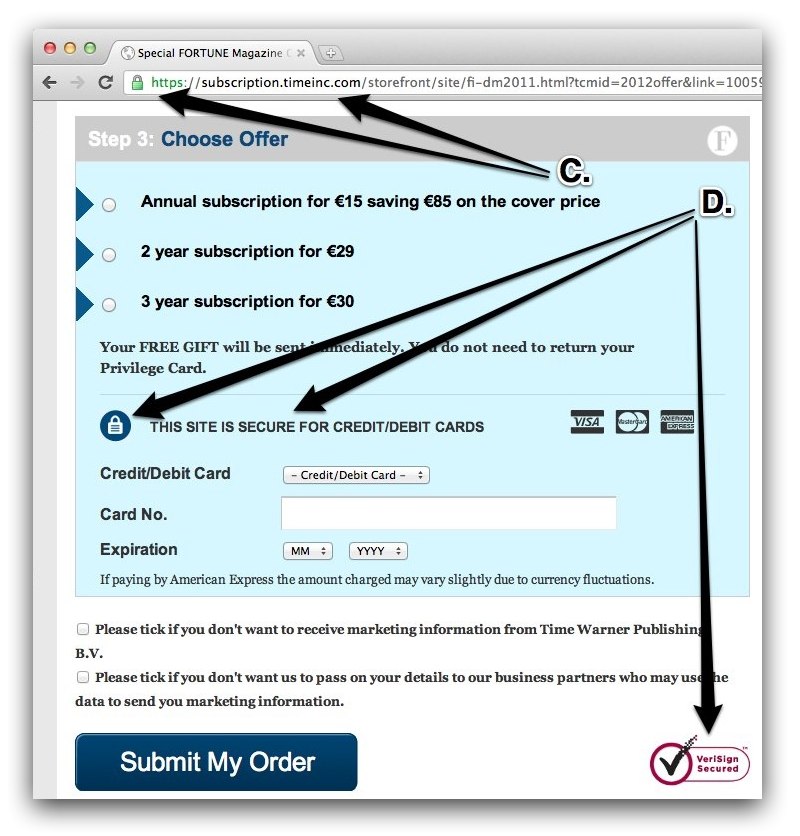 Special FORTUNE Magazine
https://subscription.timeinc.com/storefront/site/fi-dm2011.html?tcmid=2012offer&link=10059
Step 3: Choose Offer
F
C.
Annual subscription for €15 saving €85 on the cover price
D.
2 year subscription for €29
3 year subscription for €30
Your FREE GIFT will be sent immediately. You do not need to return your
Privilege Card.
THIS SITE IS SECURE FOR CREDIT/DEBIT CARDS
VISA
MasterCard
AMERICAN
EXPRESS
Credit/Debit Card
- Credit/Debit Card -
Card No.
Expiration
MM
YYYY
If paying by American Express the amount charged may vary slightly due to currency fluctuations.
Please tick if you don't want to receive marketing information from Time Warner Publishing
B.V.
Please tick if you don't want us to pass on your details to our business partners who may use the
data to send you marketing information.
Submit My Order
VeriSign
Secured
™